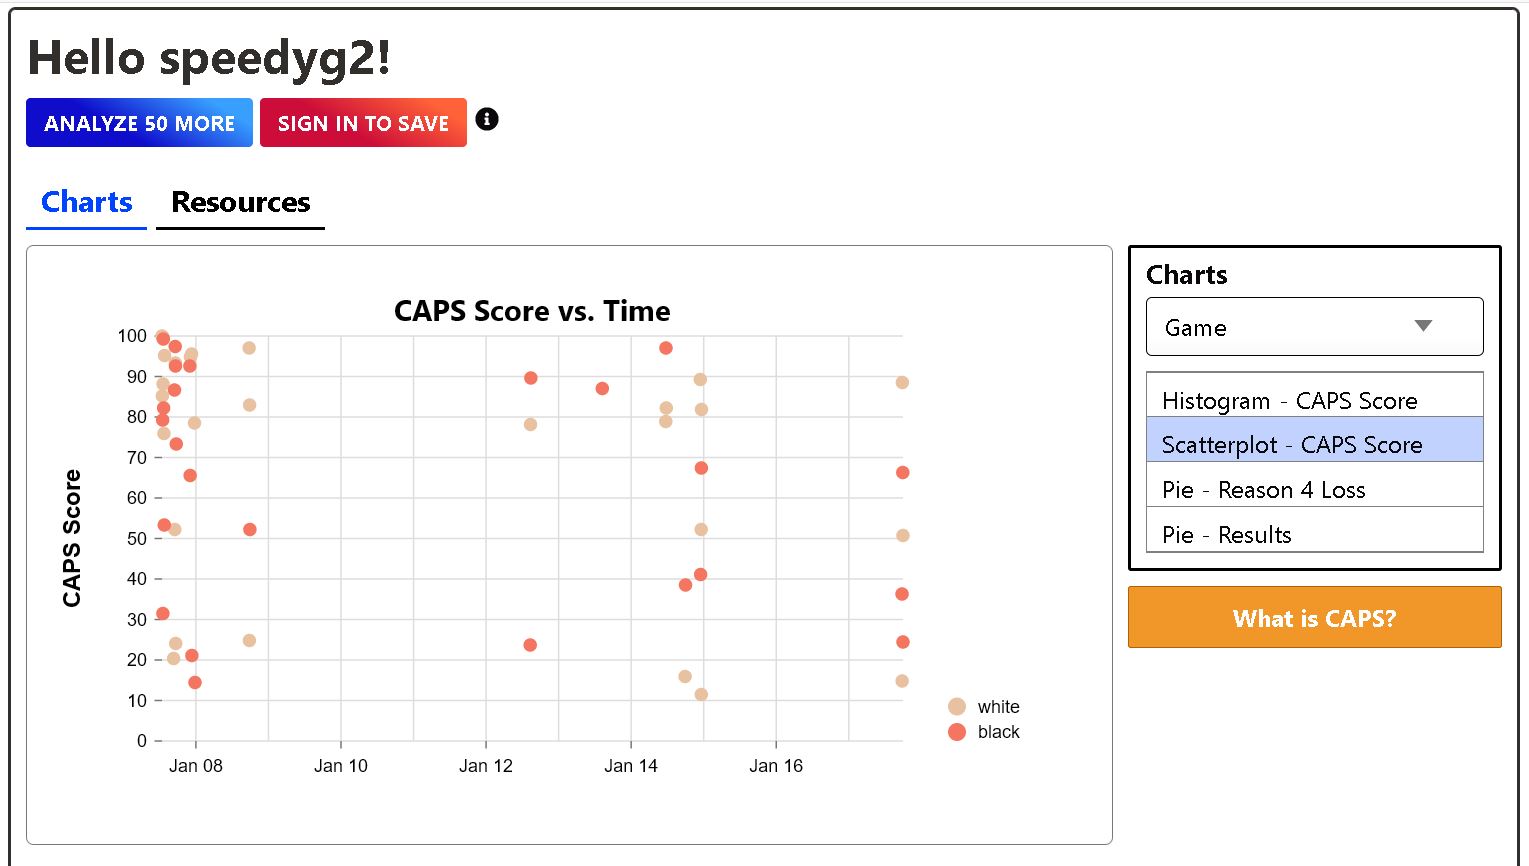 Hello speedyg2!
ANALYZE 50 MORE
SIGN IN TO SAVE
i
Charts
Resources
CAPS Score vs. Time
CAPS Score
100
90
80
70
60
50
40
30
20
10
0
Jan 08
Jan 10
Jan 12
Jan 14
Jan 16
white
black
Charts
Game
Histogram - CAPS Score
Scatterplot - CAPS Score
Pie - Reason 4 Loss
Pie - Results
What is CAPS?